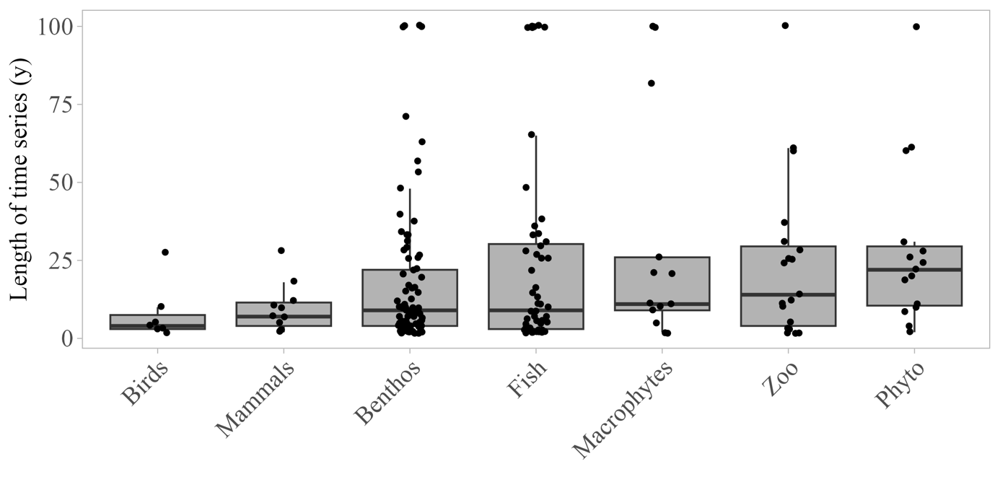 Length of time series (y)
100
75
50
25
0
Birds
Mammals
Benthos
Fish
Macrophytes
Zoo
Phyto